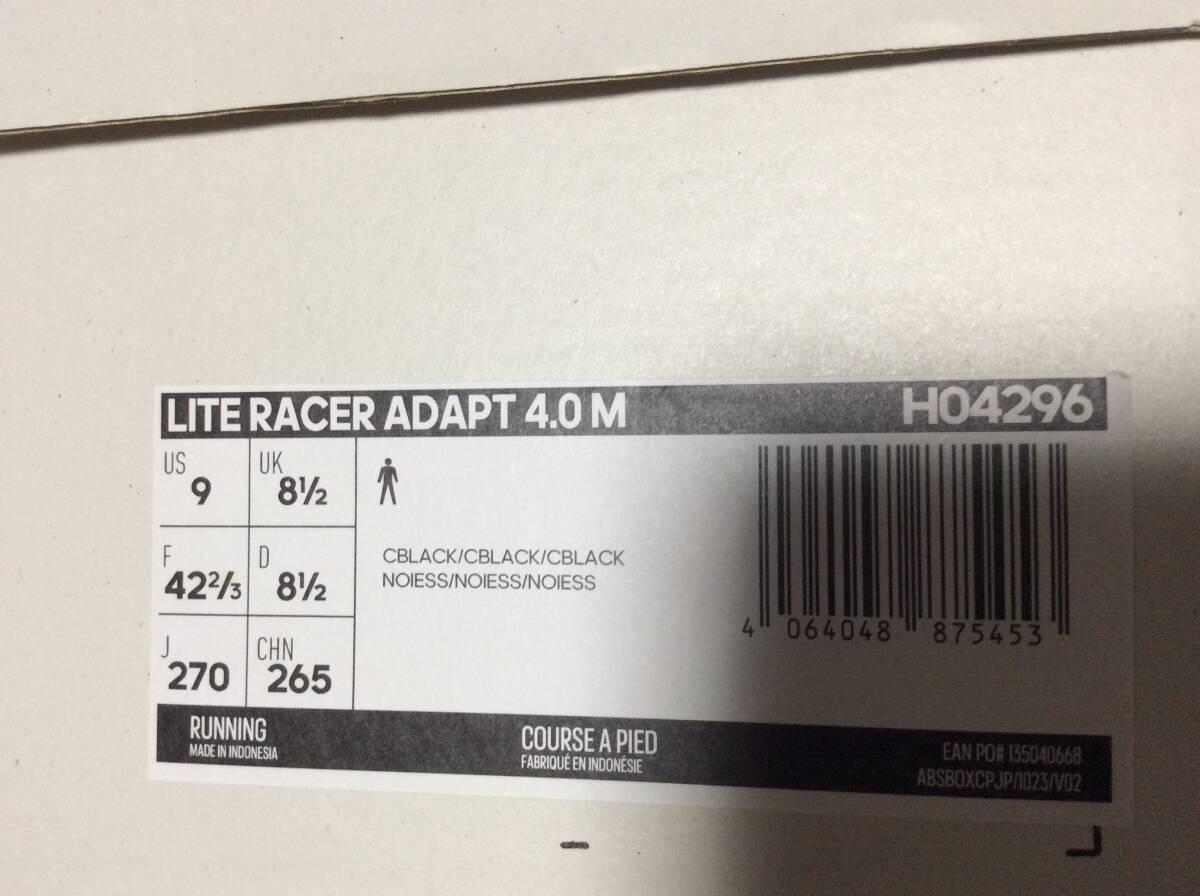 LITE RACER ADAPT 4.0 M H04296
US 9 UK 8½
F 42⅔ D 8½
J 270 CHN 265
CBLACK/CBLACK/CBLACK
NOIESS/NOIESS/NOIESS
4 064048 875453
RUNNING
MADE IN INDONESIA
COURSE A PIED
FABRIQUÉ EN INDONÉSIE
EAN PO# 135040668
ABSBOXCPJP/1023/V02